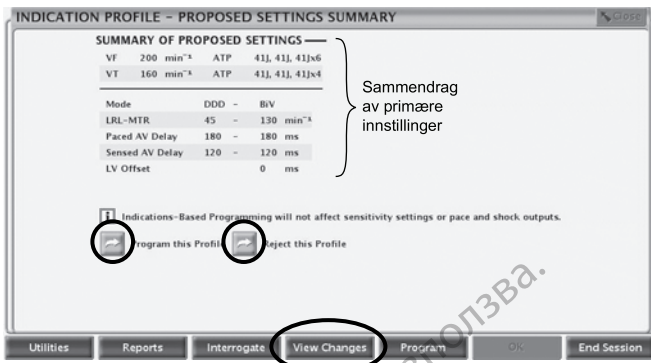 INDICATION PROFILE – PROPOSED SETTINGS SUMMARY
Close
SUMMARY OF PROPOSED SETTINGS
VF 200 min⁻¹ ATP 41J, 41J, 41Jx6
VT 160 min⁻¹ ATP 41J, 41J, 41Jx4
Mode DDD – BiV
LRL-MTR 45 – 130 min⁻¹
Paced AV Delay 180 – 180 ms
Sensed AV Delay 120 – 120 ms
LV Offset 0 ms
Sammendrag
av primære
innstillinger
i Indications-Based Programming will not affect sensitivity settings or pace and shock outputs.
Program this Profile Reject this Profile
Utilities Reports Interrogate View Changes Program OK End Session